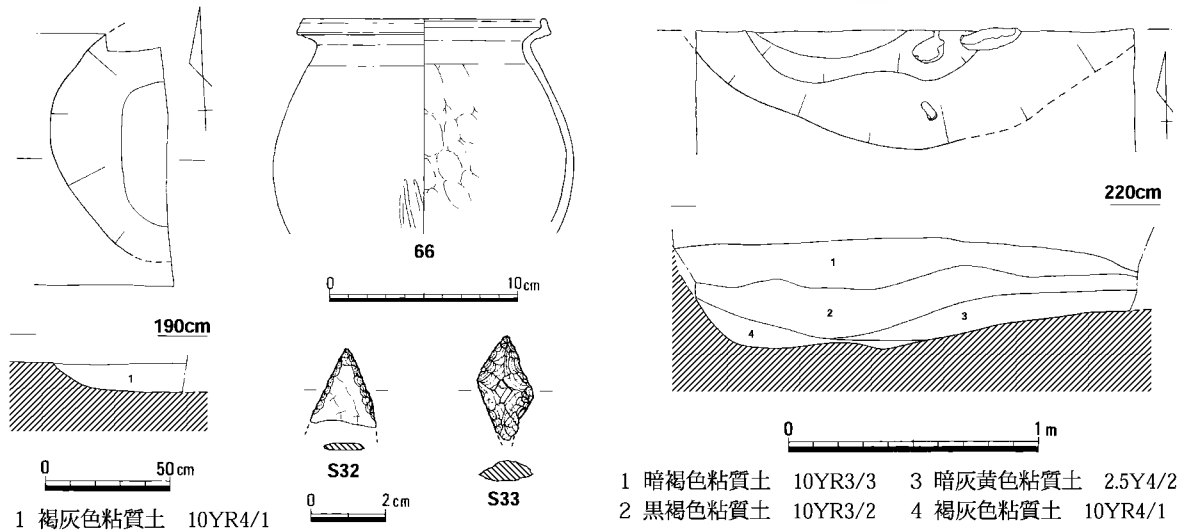 190cm
1
0 50cm
1 褐灰色粘質土 10YR4/1
66
0 10cm
S32
S33
0 2cm
220cm
1
2
3
4
0 1m
1 暗褐色粘質土 10YR3/3 3 暗灰黄色粘質土 2.5Y4/2
2 黒褐色粘質土 10YR3/2 4 褐灰色粘質土 10YR4/1